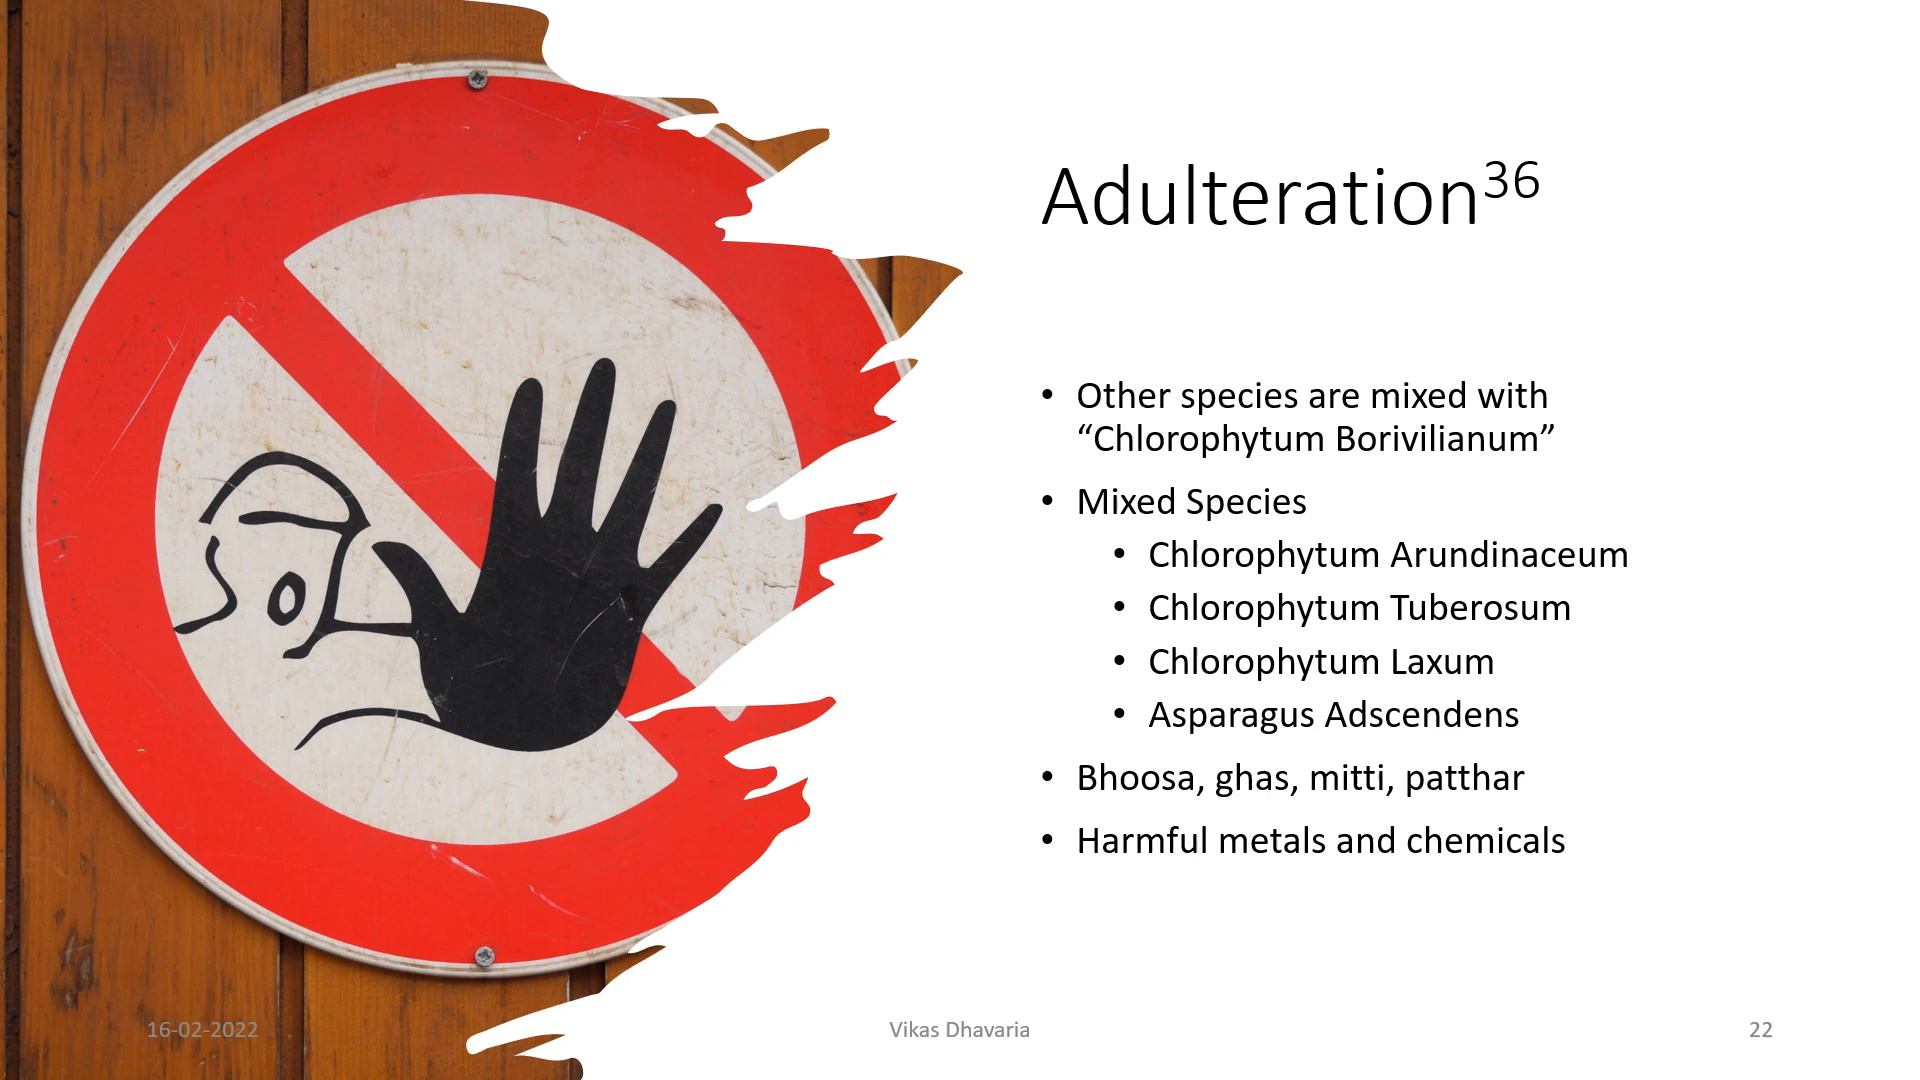 Adulteration³⁶
• Other species are mixed with
“Chlorophytum Borivilianum”
• Mixed Species
• Chlorophytum Arundinaceum
• Chlorophytum Tuberosum
• Chlorophytum Laxum
• Asparagus Adscendens
• Bhoosa, ghas, mitti, patthar
• Harmful metals and chemicals
16-02-2022
Vikas Dhavaria
22